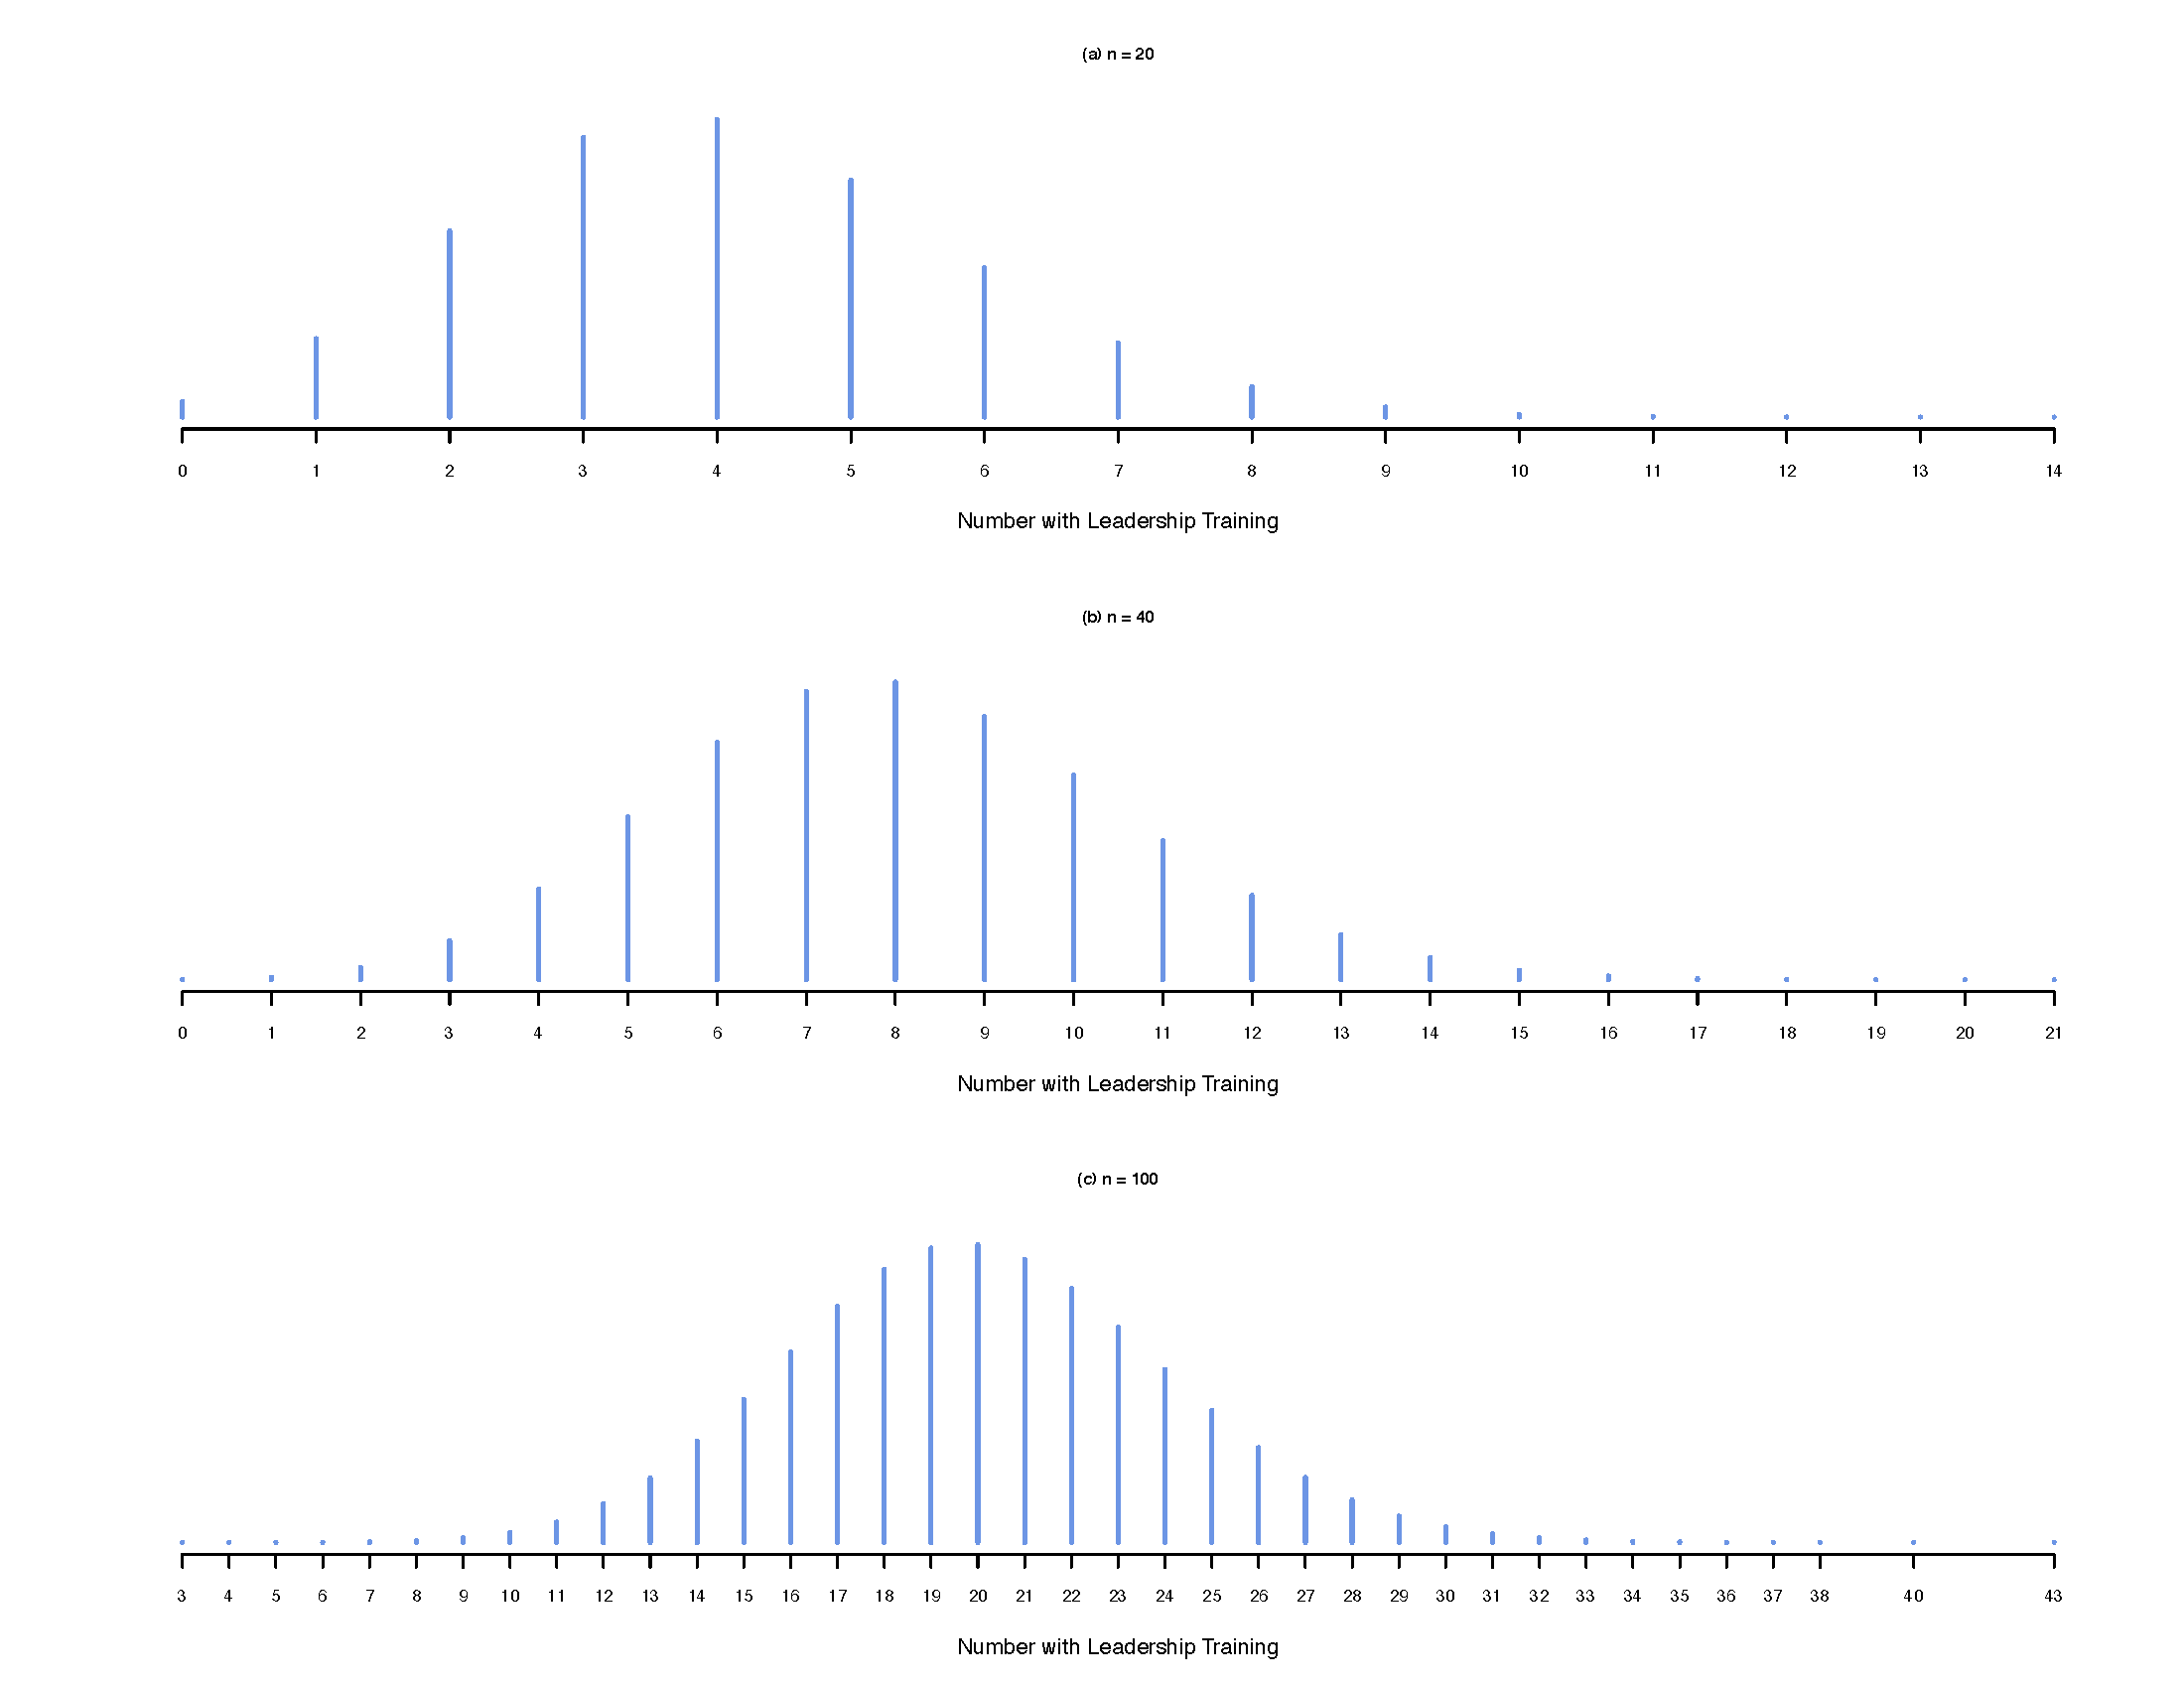 (a) n = 20
0 1 2 3 4 5 6 7 8 9 10 11 12 13 14
Number with Leadership Training
(b) n = 40
0 1 2 3 4 5 6 7 8 9 10 11 12 13 14 15 16 17 18 19 20 21
Number with Leadership Training
(c) n = 100
3 4 5 6 7 8 9 10 11 12 13 14 15 16 17 18 19 20 21 22 23 24 25 26 27 28 29 30 31 32 33 34 35 36 37 38 40 43
Number with Leadership Training